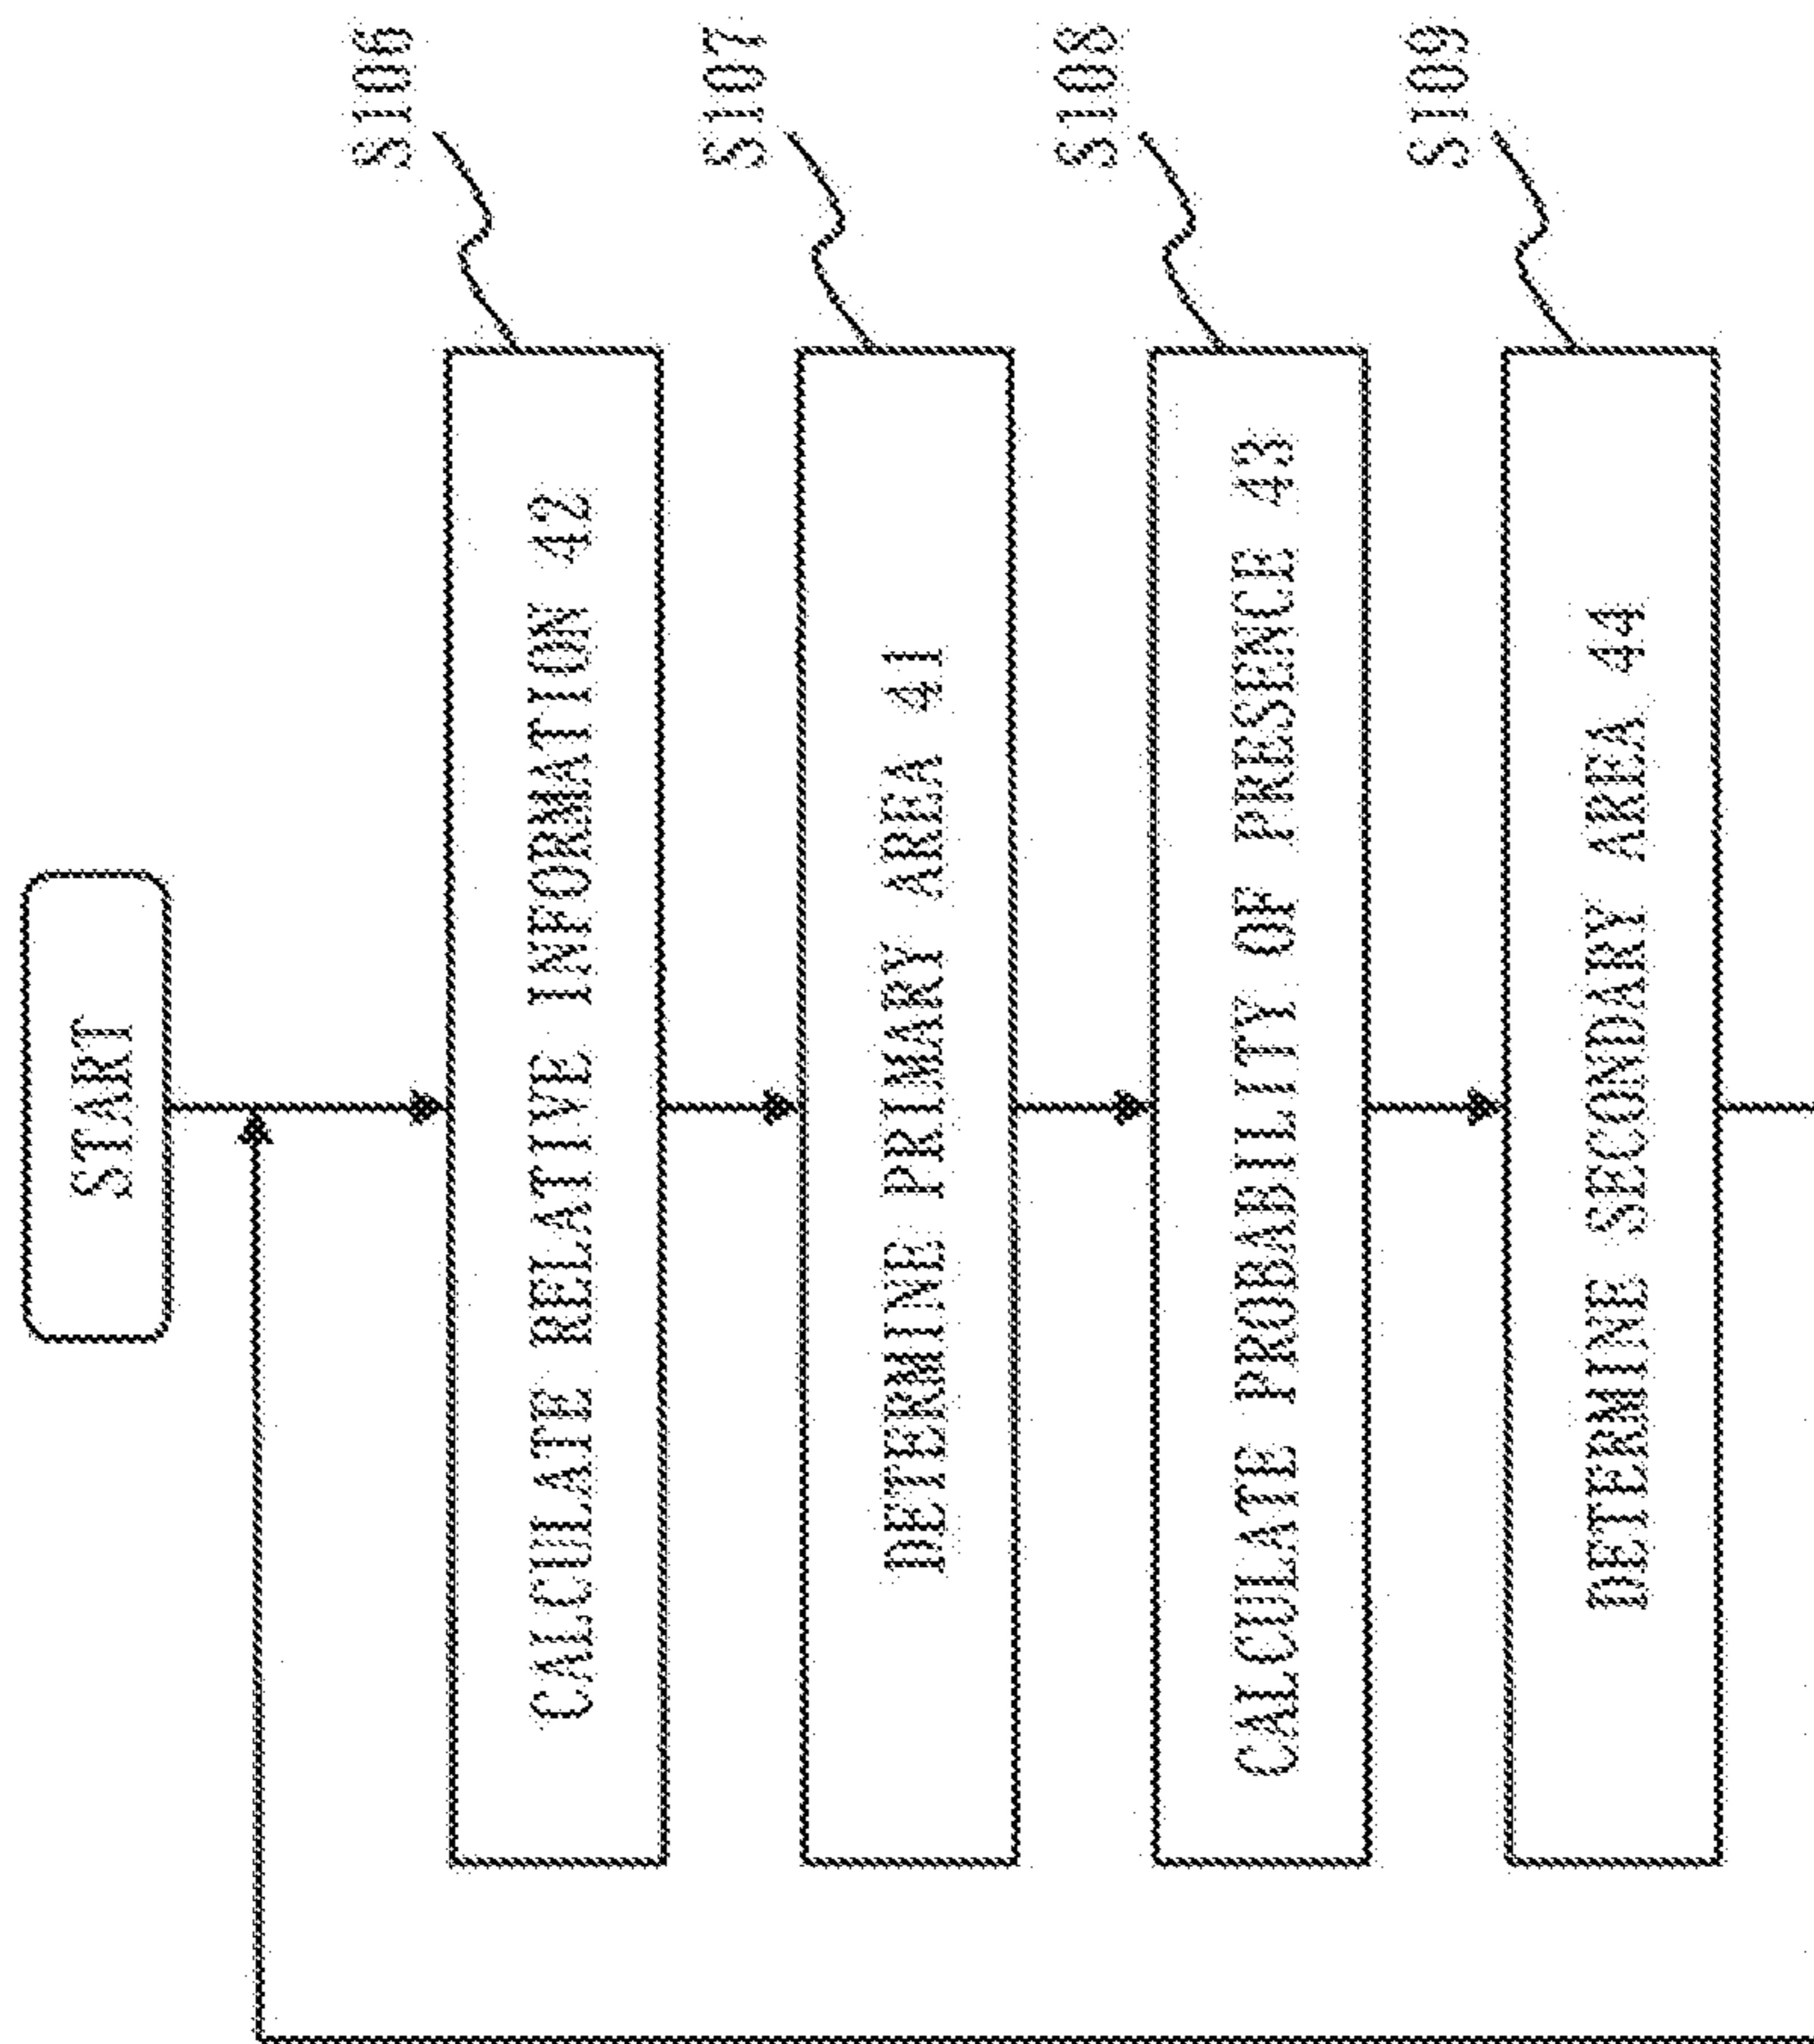 START
S106
CALCULATE RELATIVE INFORMATION 42
S107
DETERMINE PRIMARY AREA 41
S108
CALCULATE PROBABILITY OF PRESENCE 43
S109
DETERMINE SECONDARY AREA 44